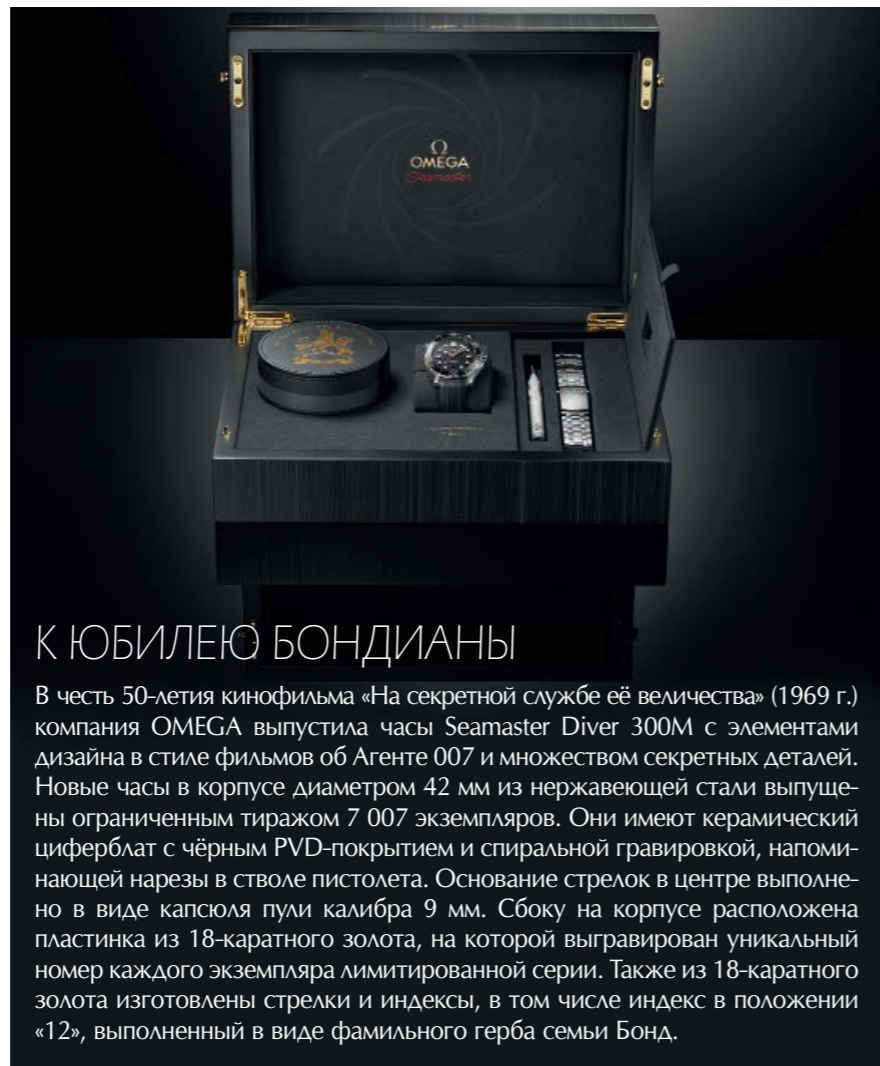 OMEGA
Seamaster
К ЮБИЛЕЮ БОНДИАНЫ
В честь 50-летия кинофильма «На секретной службе её величества» (1969 г.)
компания OMEGA выпустила часы Seamaster Diver 300M с элементами
дизайна в стиле фильмов об Агенте 007 и множеством секретных деталей.
Новые часы в корпусе диаметром 42 мм из нержавеющей стали выпуще-
ны ограниченным тиражом 7 007 экземпляров. Они имеют керамический
циферблат с чёрным PVD-покрытием и спиральной гравировкой, напоми-
нающей нарезы в стволе пистолета. Основание стрелок в центре выполне-
но в виде капсюля пули калибра 9 мм. Сбоку на корпусе расположена
пластинка из 18-каратного золота, на которой выгравирован уникальный
номер каждого экземпляра лимитированной серии. Также из 18-каратного
золота изготовлены стрелки и индексы, в том числе индекс в положении
«12», выполненный в виде фамильного герба семьи Бонд.